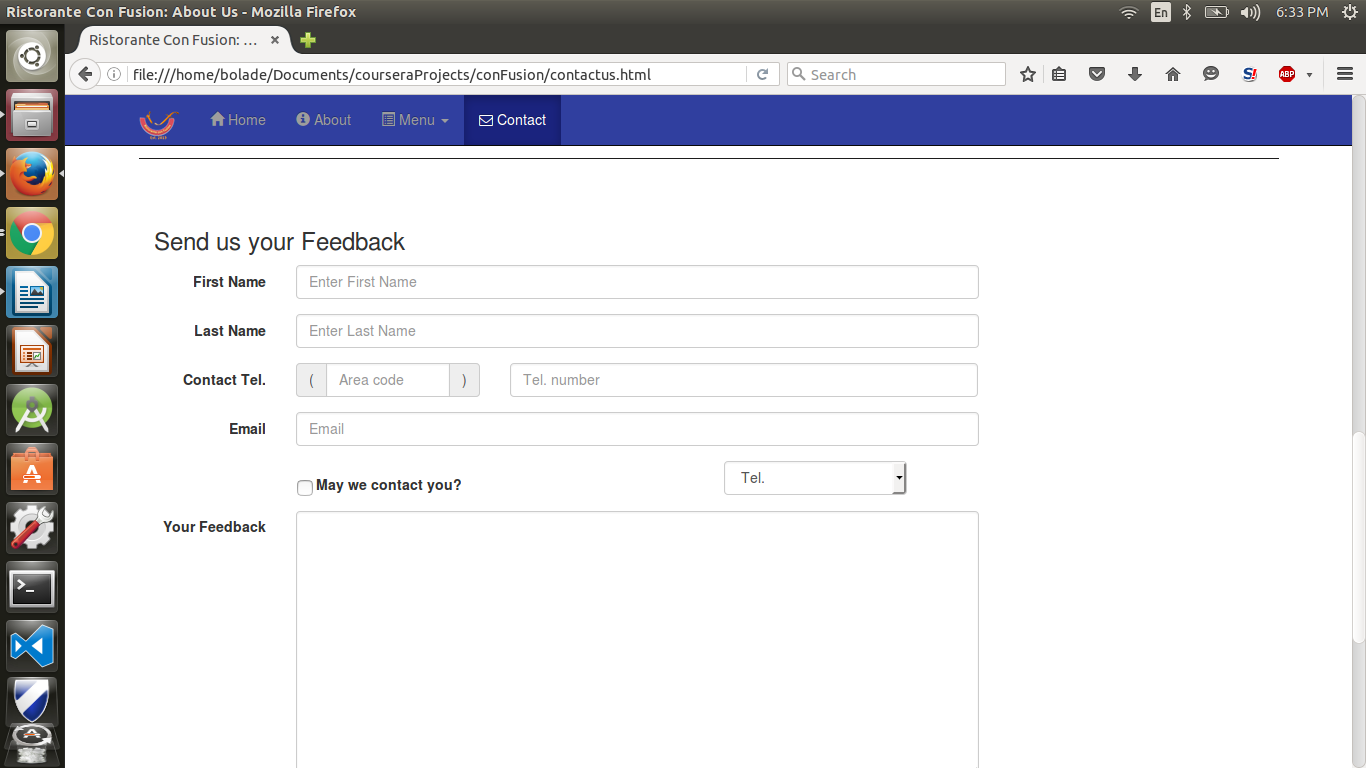 Ristorante Con Fusion: About Us - Mozilla Firefox
En
6:33 PM
Ristorante Con Fusion: ...
file:///home/bolade/Documents/courseraProjects/conFusion/contactus.html
Search
S!
ABP
Home
About
Menu
Contact
Send us your Feedback
First Name
Enter First Name
Last Name
Enter Last Name
Contact Tel.
(
Area code
)
Tel. number
Email
Email
May we contact you?
Tel.
Your Feedback